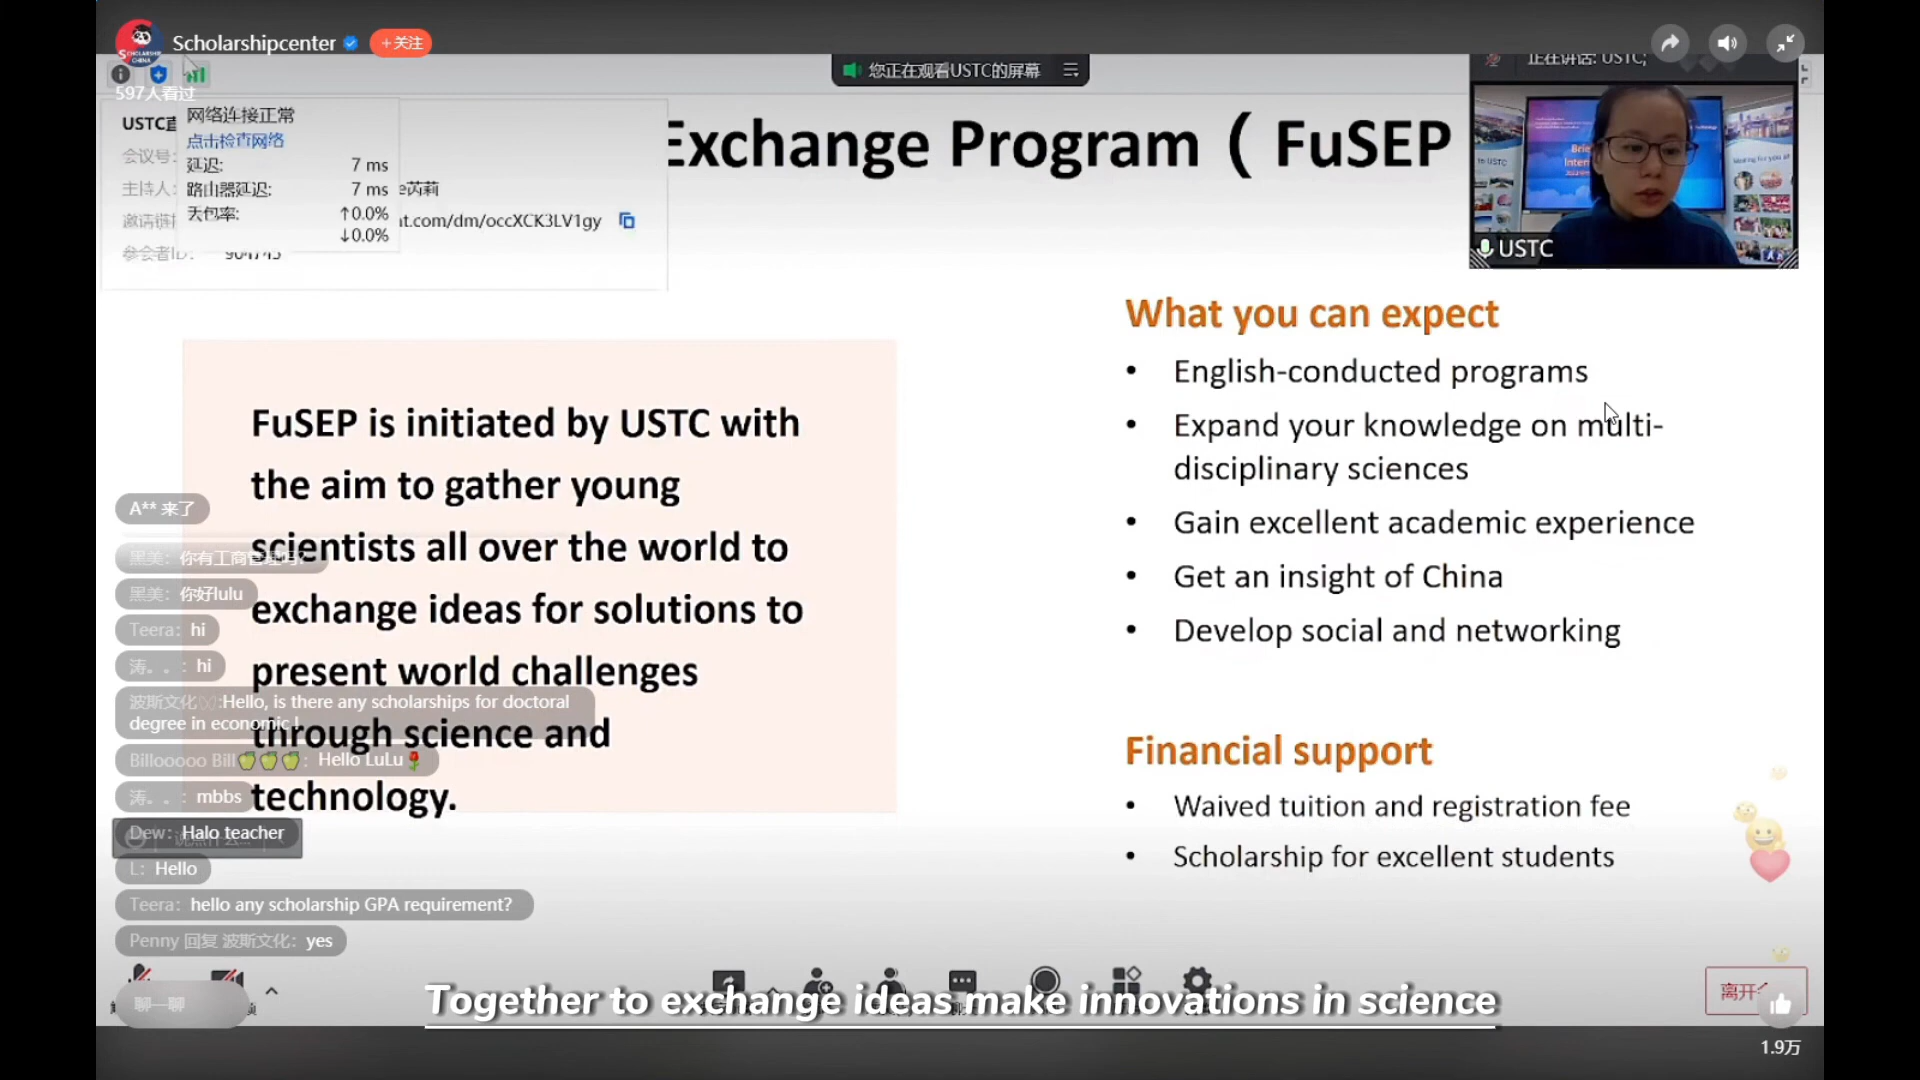 Scholarshipcenter
+关注
597人看过
您正在观看USTC的屏幕
正在讲话: USTC;
网络连接正常
点击检查网络
延迟: 7 ms
路由器延迟: 7 ms
丢包率: ↑0.0%
↓0.0%
会议号:
主持人:
邀请链
nt.com/dm/occXCK3LV1gy
参会者ID: 904745
Exchange Program ( FuSEP
USTC
FuSEP is initiated by USTC with
the aim to gather young
scientists all over the world to
exchange ideas for solutions to
present world challenges
through science and
technology.
What you can expect
• English-conducted programs
• Expand your knowledge on multi-
disciplinary sciences
• Gain excellent academic experience
• Get an insight of China
• Develop social and networking
Financial support
• Waived tuition and registration fee
• Scholarship for excellent students
A** 来了
黑美: 你有工商管理吗?
黑美: 你好lulu
Teera: hi
涛。。: hi
波斯文化:Hello, is there any scholarships for doctoral
degree in economic !
Billooooo Bill🍏🍏🍏: Hello LuLu🌹
涛。。: mbbs
Dew: Halo teacher
L: Hello
Teera: hello any scholarship GPA requirement?
Penny 回复 波斯文化: yes
聊一聊
Together to exchange ideas make innovations in science
离开
1.9万